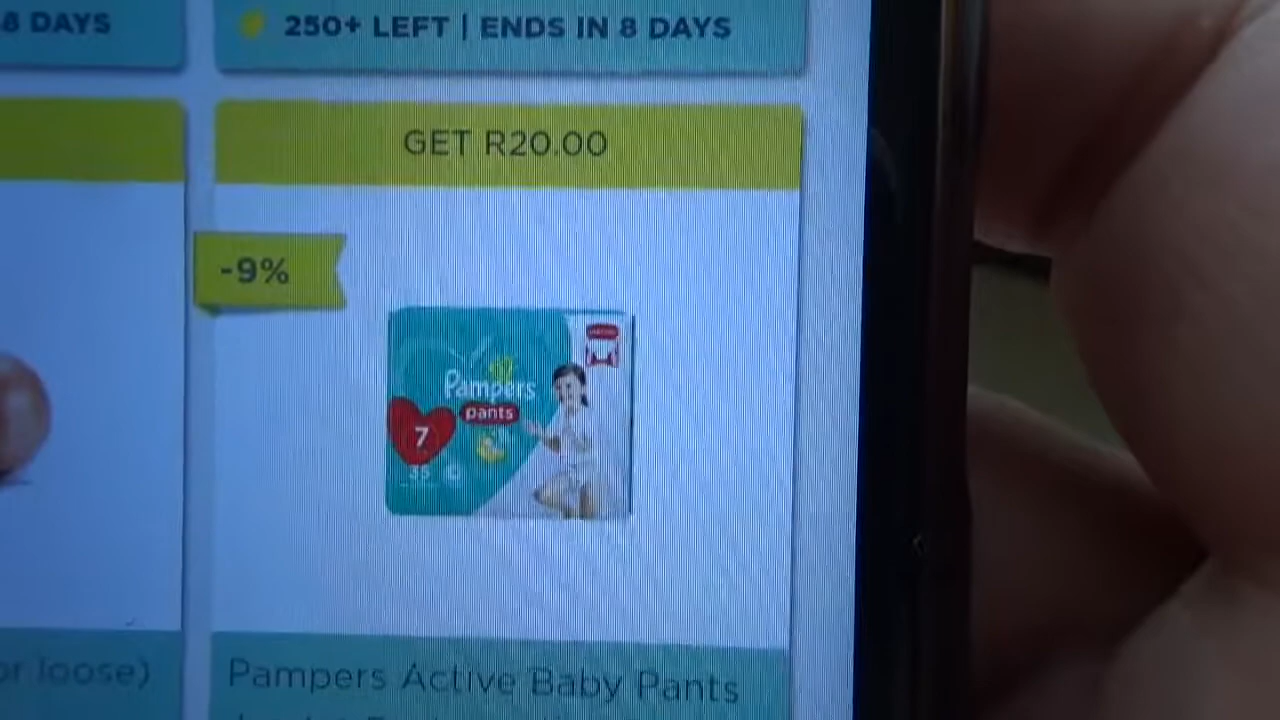 8 DAYS
250+ LEFT | ENDS IN 8 DAYS
GET R20.00
-9%
Pampers
pants
7
35
or loose)
Pampers Active Baby Pants